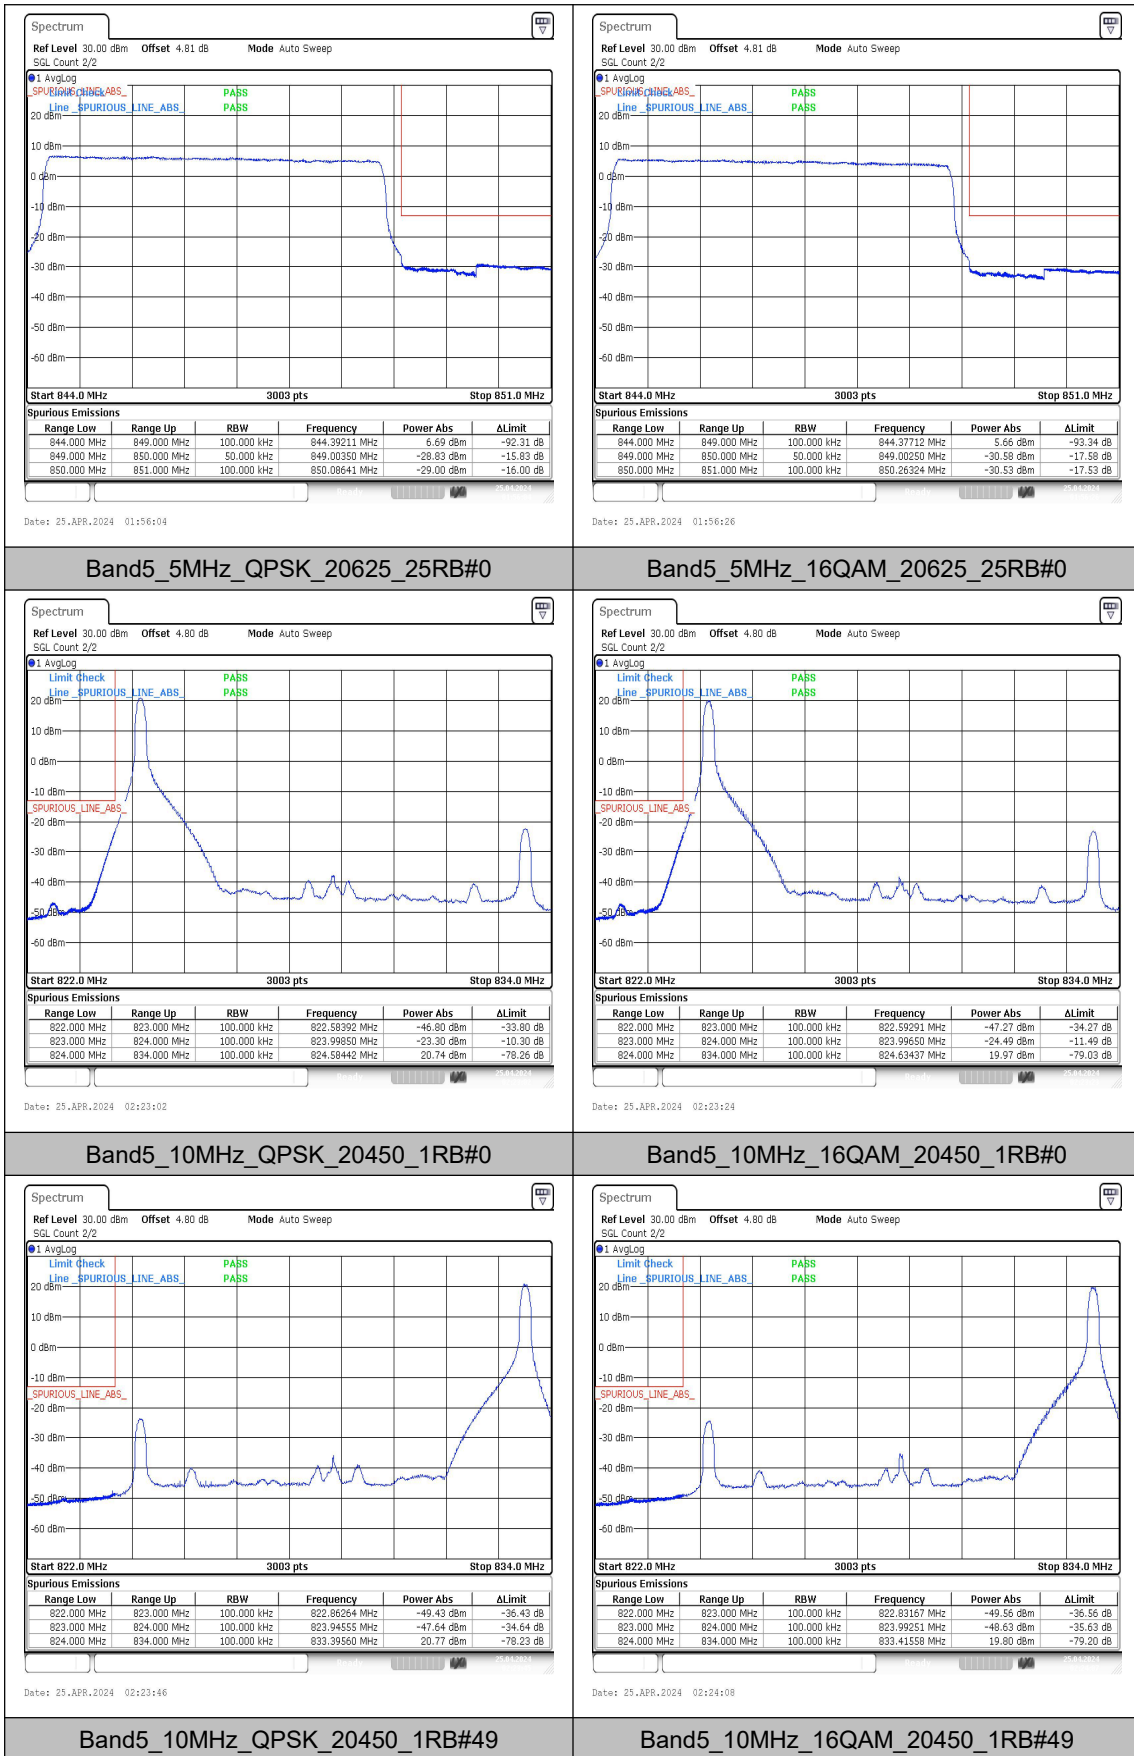 Spectrum
Ref Level 30.00 dBm Offset 4.81 dB Mode Auto Sweep
SGL Count 2/2
1 AvgLog
Limit Check PASS
_SPURIOUS_LINE_ABS_
Line _SPURIOUS_LINE_ABS_ PASS
20 dBm
10 dBm
0 dBm
-10 dBm
-20 dBm
-30 dBm
-40 dBm
-50 dBm
-60 dBm
Start 844.0 MHz 3003 pts Stop 851.0 MHz
Spurious Emissions
Range Low Range Up RBW Frequency Power Abs ΔLimit
844.000 MHz 849.000 MHz 100.000 kHz 844.39211 MHz 6.69 dBm -92.31 dB
849.000 MHz 850.000 MHz 50.000 kHz 849.00350 MHz -28.83 dBm -15.83 dB
850.000 MHz 851.000 MHz 100.000 kHz 850.08641 MHz -29.00 dBm -16.00 dB
25.04.2024
Date: 25.APR.2024 01:56:04
Band5_5MHz_QPSK_20625_25RB#0
Spectrum
Ref Level 30.00 dBm Offset 4.81 dB Mode Auto Sweep
SGL Count 2/2
1 AvgLog
Limit Check PASS
_SPURIOUS_LINE_ABS_
Line _SPURIOUS_LINE_ABS_ PASS
20 dBm
10 dBm
0 dBm
-10 dBm
-20 dBm
-30 dBm
-40 dBm
-50 dBm
-60 dBm
Start 844.0 MHz 3003 pts Stop 851.0 MHz
Spurious Emissions
Range Low Range Up RBW Frequency Power Abs ΔLimit
844.000 MHz 849.000 MHz 100.000 kHz 844.37712 MHz 5.66 dBm -93.34 dB
849.000 MHz 850.000 MHz 50.000 kHz 849.00250 MHz -30.58 dBm -17.58 dB
850.000 MHz 851.000 MHz 100.000 kHz 850.26324 MHz -30.53 dBm -17.53 dB
25.04.2024
Date: 25.APR.2024 01:56:26
Band5_5MHz_16QAM_20625_25RB#0
Spectrum
Ref Level 30.00 dBm Offset 4.80 dB Mode Auto Sweep
SGL Count 2/2
1 AvgLog
Limit Check PASS
Line _SPURIOUS_LINE_ABS_ PASS
20 dBm
10 dBm
0 dBm
-10 dBm
_SPURIOUS_LINE_ABS_
-20 dBm
-30 dBm
-40 dBm
-50 dBm
-60 dBm
Start 822.0 MHz 3003 pts Stop 834.0 MHz
Spurious Emissions
Range Low Range Up RBW Frequency Power Abs ΔLimit
822.000 MHz 823.000 MHz 100.000 kHz 822.58392 MHz -46.80 dBm -33.80 dB
823.000 MHz 824.000 MHz 100.000 kHz 823.99850 MHz -23.30 dBm -10.30 dB
824.000 MHz 834.000 MHz 100.000 kHz 824.58442 MHz 20.74 dBm -78.26 dB
25.04.2024
Date: 25.APR.2024 02:23:02
Band5_10MHz_QPSK_20450_1RB#0
Spectrum
Ref Level 30.00 dBm Offset 4.80 dB Mode Auto Sweep
SGL Count 2/2
1 AvgLog
Limit Check PASS
Line _SPURIOUS_LINE_ABS_ PASS
20 dBm
10 dBm
0 dBm
-10 dBm
_SPURIOUS_LINE_ABS_
-20 dBm
-30 dBm
-40 dBm
-50 dBm
-60 dBm
Start 822.0 MHz 3003 pts Stop 834.0 MHz
Spurious Emissions
Range Low Range Up RBW Frequency Power Abs ΔLimit
822.000 MHz 823.000 MHz 100.000 kHz 822.59291 MHz -47.27 dBm -34.27 dB
823.000 MHz 824.000 MHz 100.000 kHz 823.99650 MHz -24.49 dBm -11.49 dB
824.000 MHz 834.000 MHz 100.000 kHz 824.63437 MHz 19.97 dBm -79.03 dB
25.04.2024
Date: 25.APR.2024 02:23:24
Band5_10MHz_16QAM_20450_1RB#0
Spectrum
Ref Level 30.00 dBm Offset 4.80 dB Mode Auto Sweep
SGL Count 2/2
1 AvgLog
Limit Check PASS
Line _SPURIOUS_LINE_ABS_ PASS
20 dBm
10 dBm
0 dBm
-10 dBm
_SPURIOUS_LINE_ABS_
-20 dBm
-30 dBm
-40 dBm
-50 dBm
-60 dBm
Start 822.0 MHz 3003 pts Stop 834.0 MHz
Spurious Emissions
Range Low Range Up RBW Frequency Power Abs ΔLimit
822.000 MHz 823.000 MHz 100.000 kHz 822.86264 MHz -49.43 dBm -36.43 dB
823.000 MHz 824.000 MHz 100.000 kHz 823.94555 MHz -47.64 dBm -34.64 dB
824.000 MHz 834.000 MHz 100.000 kHz 833.39560 MHz 20.77 dBm -78.23 dB
25.04.2024
Date: 25.APR.2024 02:23:46
Band5_10MHz_QPSK_20450_1RB#49
Spectrum
Ref Level 30.00 dBm Offset 4.80 dB Mode Auto Sweep
SGL Count 2/2
1 AvgLog
Limit Check PASS
Line _SPURIOUS_LINE_ABS_ PASS
20 dBm
10 dBm
0 dBm
-10 dBm
_SPURIOUS_LINE_ABS_
-20 dBm
-30 dBm
-40 dBm
-50 dBm
-60 dBm
Start 822.0 MHz 3003 pts Stop 834.0 MHz
Spurious Emissions
Range Low Range Up RBW Frequency Power Abs ΔLimit
822.000 MHz 823.000 MHz 100.000 kHz 822.83167 MHz -49.56 dBm -36.56 dB
823.000 MHz 824.000 MHz 100.000 kHz 823.99251 MHz -48.63 dBm -35.63 dB
824.000 MHz 834.000 MHz 100.000 kHz 833.41558 MHz 19.80 dBm -79.20 dB
25.04.2024
Date: 25.APR.2024 02:24:08
Band5_10MHz_16QAM_20450_1RB#49